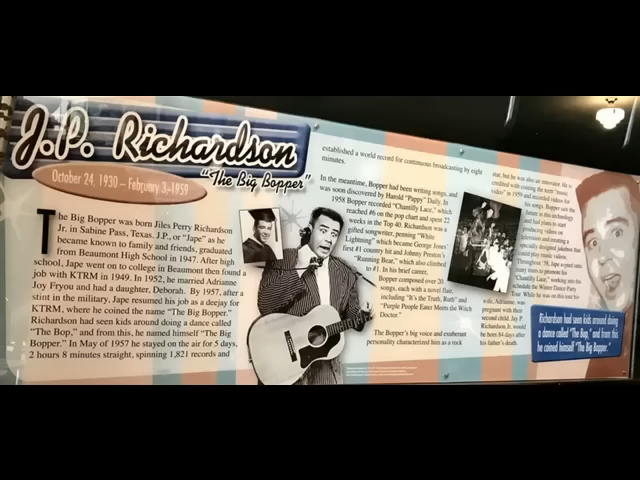 J.P. Richardson
"The Big Bopper"
October 24, 1930 – February 3, 1959
The Big Bopper was born Jiles Perry Richardson
Jr. in Sabine Pass, Texas. J.P., or "Jape" as he
became known to family and friends, graduated
from Beaumont High School in 1947. After high
school, Jape went on to college in Beaumont then found a
job with KTRM in 1949. In 1952, he married Adrianne
Joy Fryou and had a daughter, Deborah. By 1957, after a
stint in the military, Jape resumed his job as a deejay for
KTRM, where he coined the name "The Big Bopper."
Richardson had seen kids around doing a dance called
"The Bop," and from this, he named himself "The Big
Bopper." In May of 1957 he stayed on the air for 5 days,
2 hours 8 minutes straight, spinning 1,821 records and
established a world record for continuous broadcasting by eight
minutes.
In the meantime, Bopper had been writing songs, and
was soon discovered by Harold "Pappy" Daily. In
1958 Bopper recorded "Chantilly Lace," which
reached #6 on the pop chart and spent 22
weeks in the Top 40. Richardson was a
gifted songwriter, penning "White
Lightning" which became George Jones'
first #1 country hit and Johnny Preston's
"Running Bear," which also climbed
to #1. In his brief career,
Bopper composed over 20
songs, each with a novel flair,
including "It's the Truth, Ruth" and
"Purple People Eater Meets the Witch
Doctor."
The Bopper's big voice and exuberant
personality characterized him as a rock
star, but he was also an innovator. He is
credited with coining the term "music
video" in 1959 and recorded videos for
his songs. Bopper saw the
future in this technology
and had plans to start
producing videos on
television and creating a
specially designed jukebox that
could play music videos.
Throughout '58, Jape
many times to promote his
"Chantilly Lace," working into his
schedule the Winter Dance Party
Tour. While he was on this tour his
wife, Adrianne, was
pregnant with their
second child. Jay P.
Richardson Jr. would
be born 84 days after
his father's death.
Richardson had seen kids around doing
a dance called "The Bop," and from this
he coined himself "The Big Bopper."